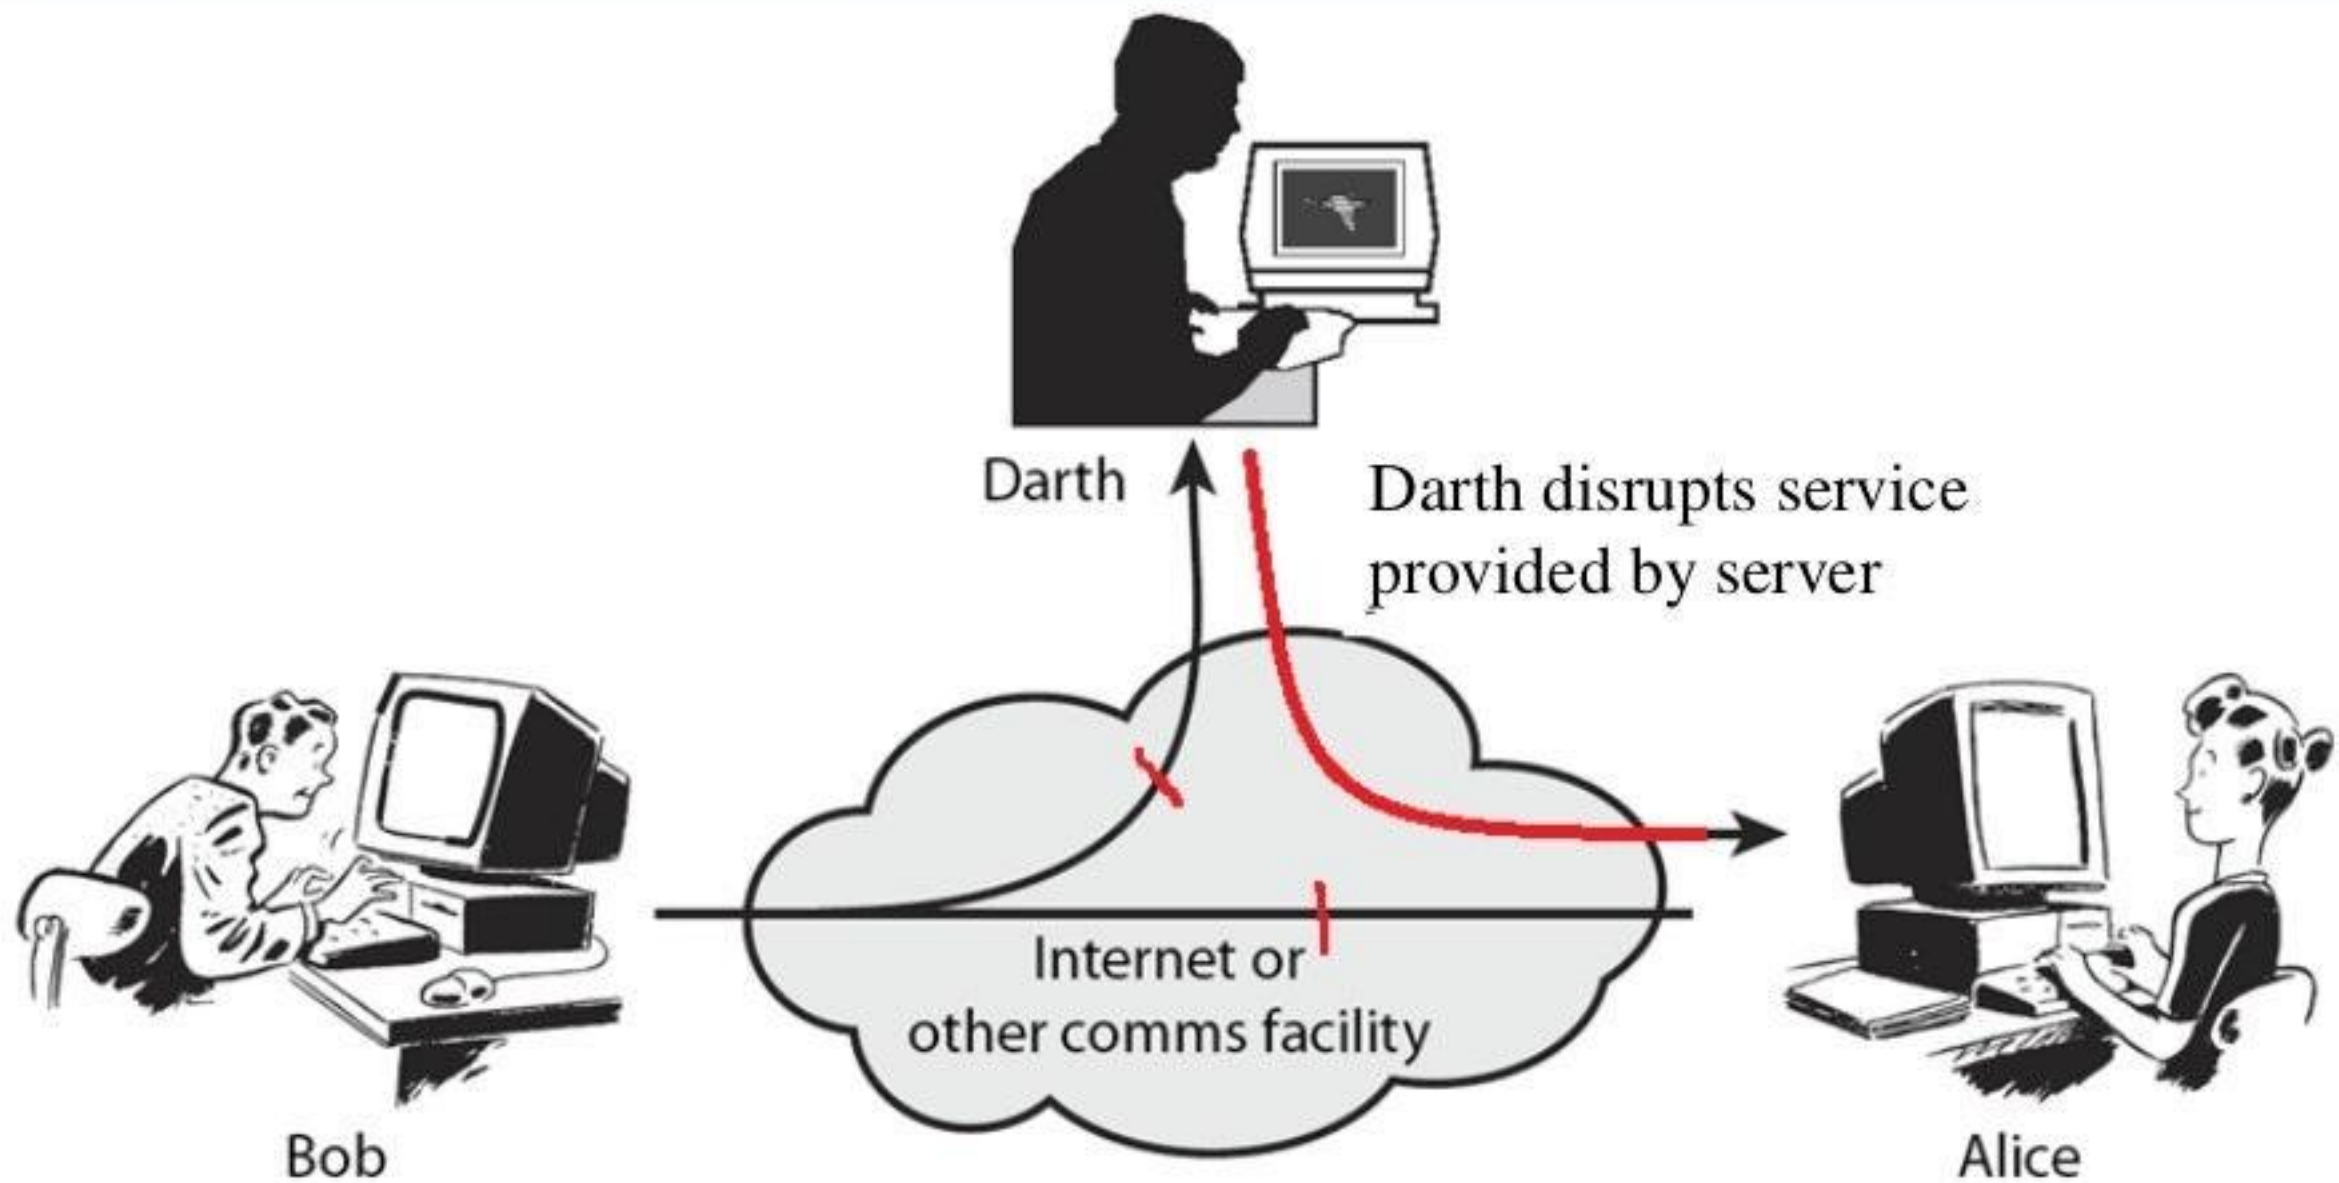 Darth
Darth disrupts service
provided by server
Internet or
other comms facility
Bob
Alice